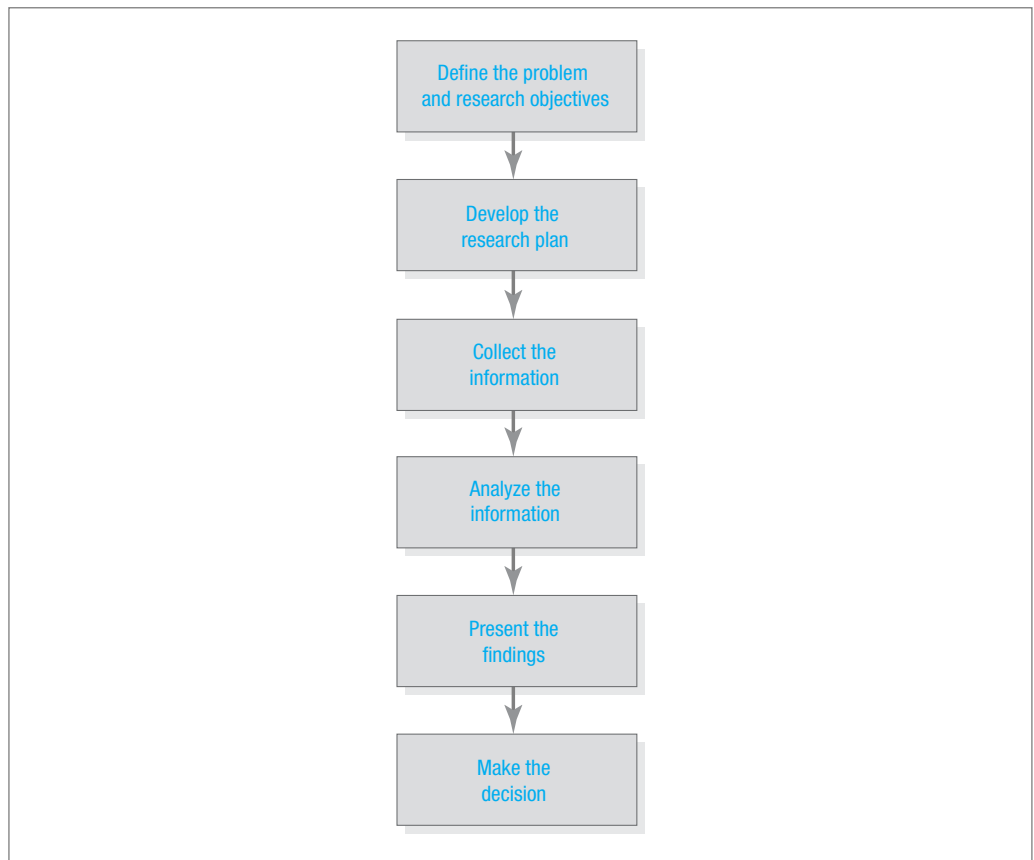 Define the problem
and research objectives
Develop the
research plan
Collect the
information
Analyze the
information
Present the
findings
Make the
decision